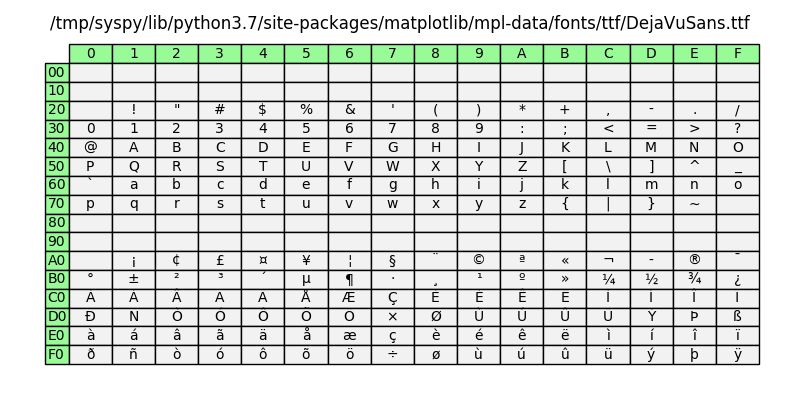 /tmp/syspy/lib/python3.7/site-packages/matplotlib/mpl-data/fonts/ttf/DejaVuSans.ttf
0 1 2 3 4 5 6 7 8 9 A B C D E F
00
10
20 ! " # $ % & ' ( ) * + , - . /
30 0 1 2 3 4 5 6 7 8 9 : ; < = > ?
40 @ A B C D E F G H I J K L M N O
50 P Q R S T U V W X Y Z [ \ ] ^ _
60 ` a b c d e f g h i j k l m n o
70 p q r s t u v w x y z { | } ~
80
90
A0 ¡ ¢ £ ¤ ¥ ¦ § ¨ © ª « ¬ - ® ¯
B0 ° ± ² ³ ´ µ ¶ · ¸ ¹ º » ¼ ½ ¾ ¿
C0 À Á Â Ã Ä Å Æ Ç È É Ê Ë Ì Í Î Ï
D0 Ð Ñ Ò Ó Ô Õ Ö × Ø Ù Ú Û Ü Ý Þ ß
E0 à á â ã ä å æ ç è é ê ë ì í î ï
F0 ð ñ ò ó ô õ ö ÷ ø ù ú û ü ý þ ÿ